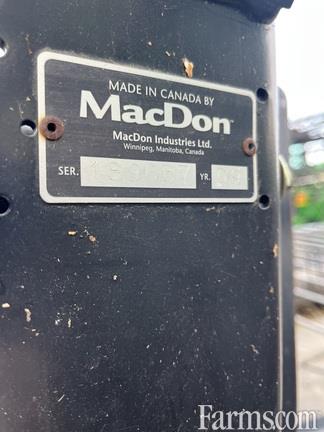 MADE IN CANADA BY
MacDon
MacDon Industries Ltd.
Winnipeg, Manitoba, Canada
SER. YR.
Farms.com